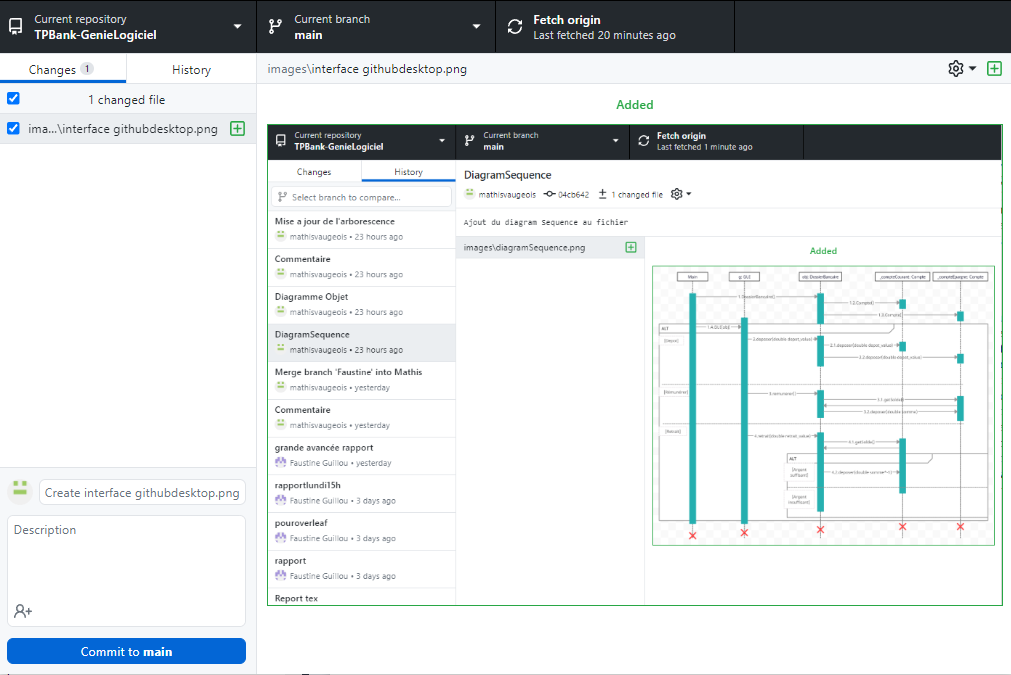 Current repository
TPBank-GenieLogiciel
Current branch
main
Fetch origin
Last fetched 20 minutes ago
Changes 1
History
1 changed file
ima...\interface githubdesktop.png
Create interface githubdesktop.png
Description
Commit to main
images\interface githubdesktop.png
Added
Current repository
TPBank-GenieLogiciel
Current branch
main
Fetch origin
Last fetched 1 minute ago
Changes
History
Select branch to compare...
Mise a jour de l'arborescence
mathisvaugeois • 23 hours ago
Commentaire
mathisvaugeois • 23 hours ago
Diagramme Objet
mathisvaugeois • 23 hours ago
DiagramSequence
mathisvaugeois • 23 hours ago
Merge branch 'Faustine' into Mathis
mathisvaugeois • yesterday
Commentaire
mathisvaugeois • yesterday
grande avancée rapport
Faustine Guillou • yesterday
rapportlundi15h
Faustine Guillou • 3 days ago
pouroverleaf
Faustine Guillou • 3 days ago
rapport
Faustine Guillou • 3 days ago
Report tex
DiagramSequence
mathisvaugeois 04cb642 1 changed file
Ajout du diagram Sequence au fichier
images\diagramSequence.png
Added
Main
ALT
[Depot]
[Retrait]
ALT